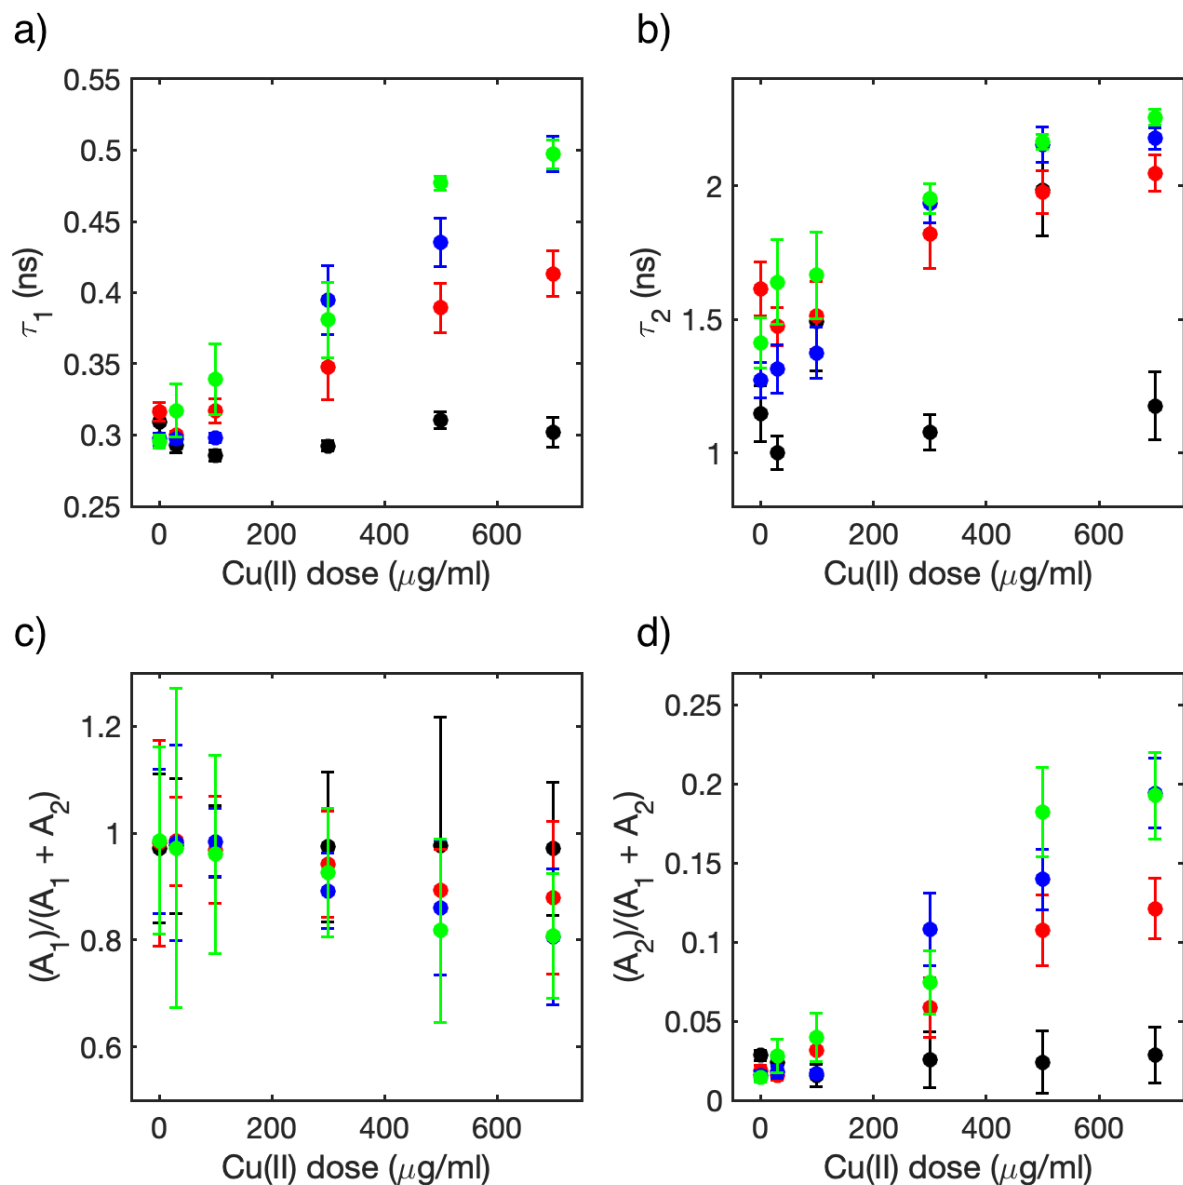 a)
0.55
0.5
0.45
0.4
0.35
0.3
0.25
τ1 (ns)
0 200 400 600
Cu(II) dose (μg/ml)
b)
2
1.5
1
τ2 (ns)
0 200 400 600
Cu(II) dose (μg/ml)
c)
1.2
1
0.8
0.6
(A1)/(A1 + A2)
0 200 400 600
Cu(II) dose (μg/ml)
d)
0.25
0.2
0.15
0.1
0.05
0
(A2)/(A1 + A2)
0 200 400 600
Cu(II) dose (μg/ml)